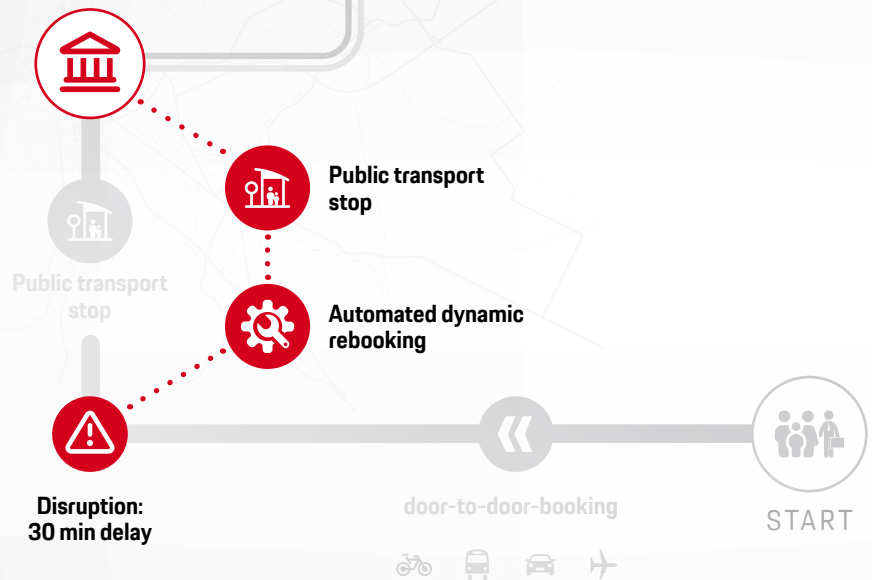 Public transport
stop
Public transport
stop
Automated dynamic
rebooking
Disruption:
30 min delay
door-to-door-booking
START